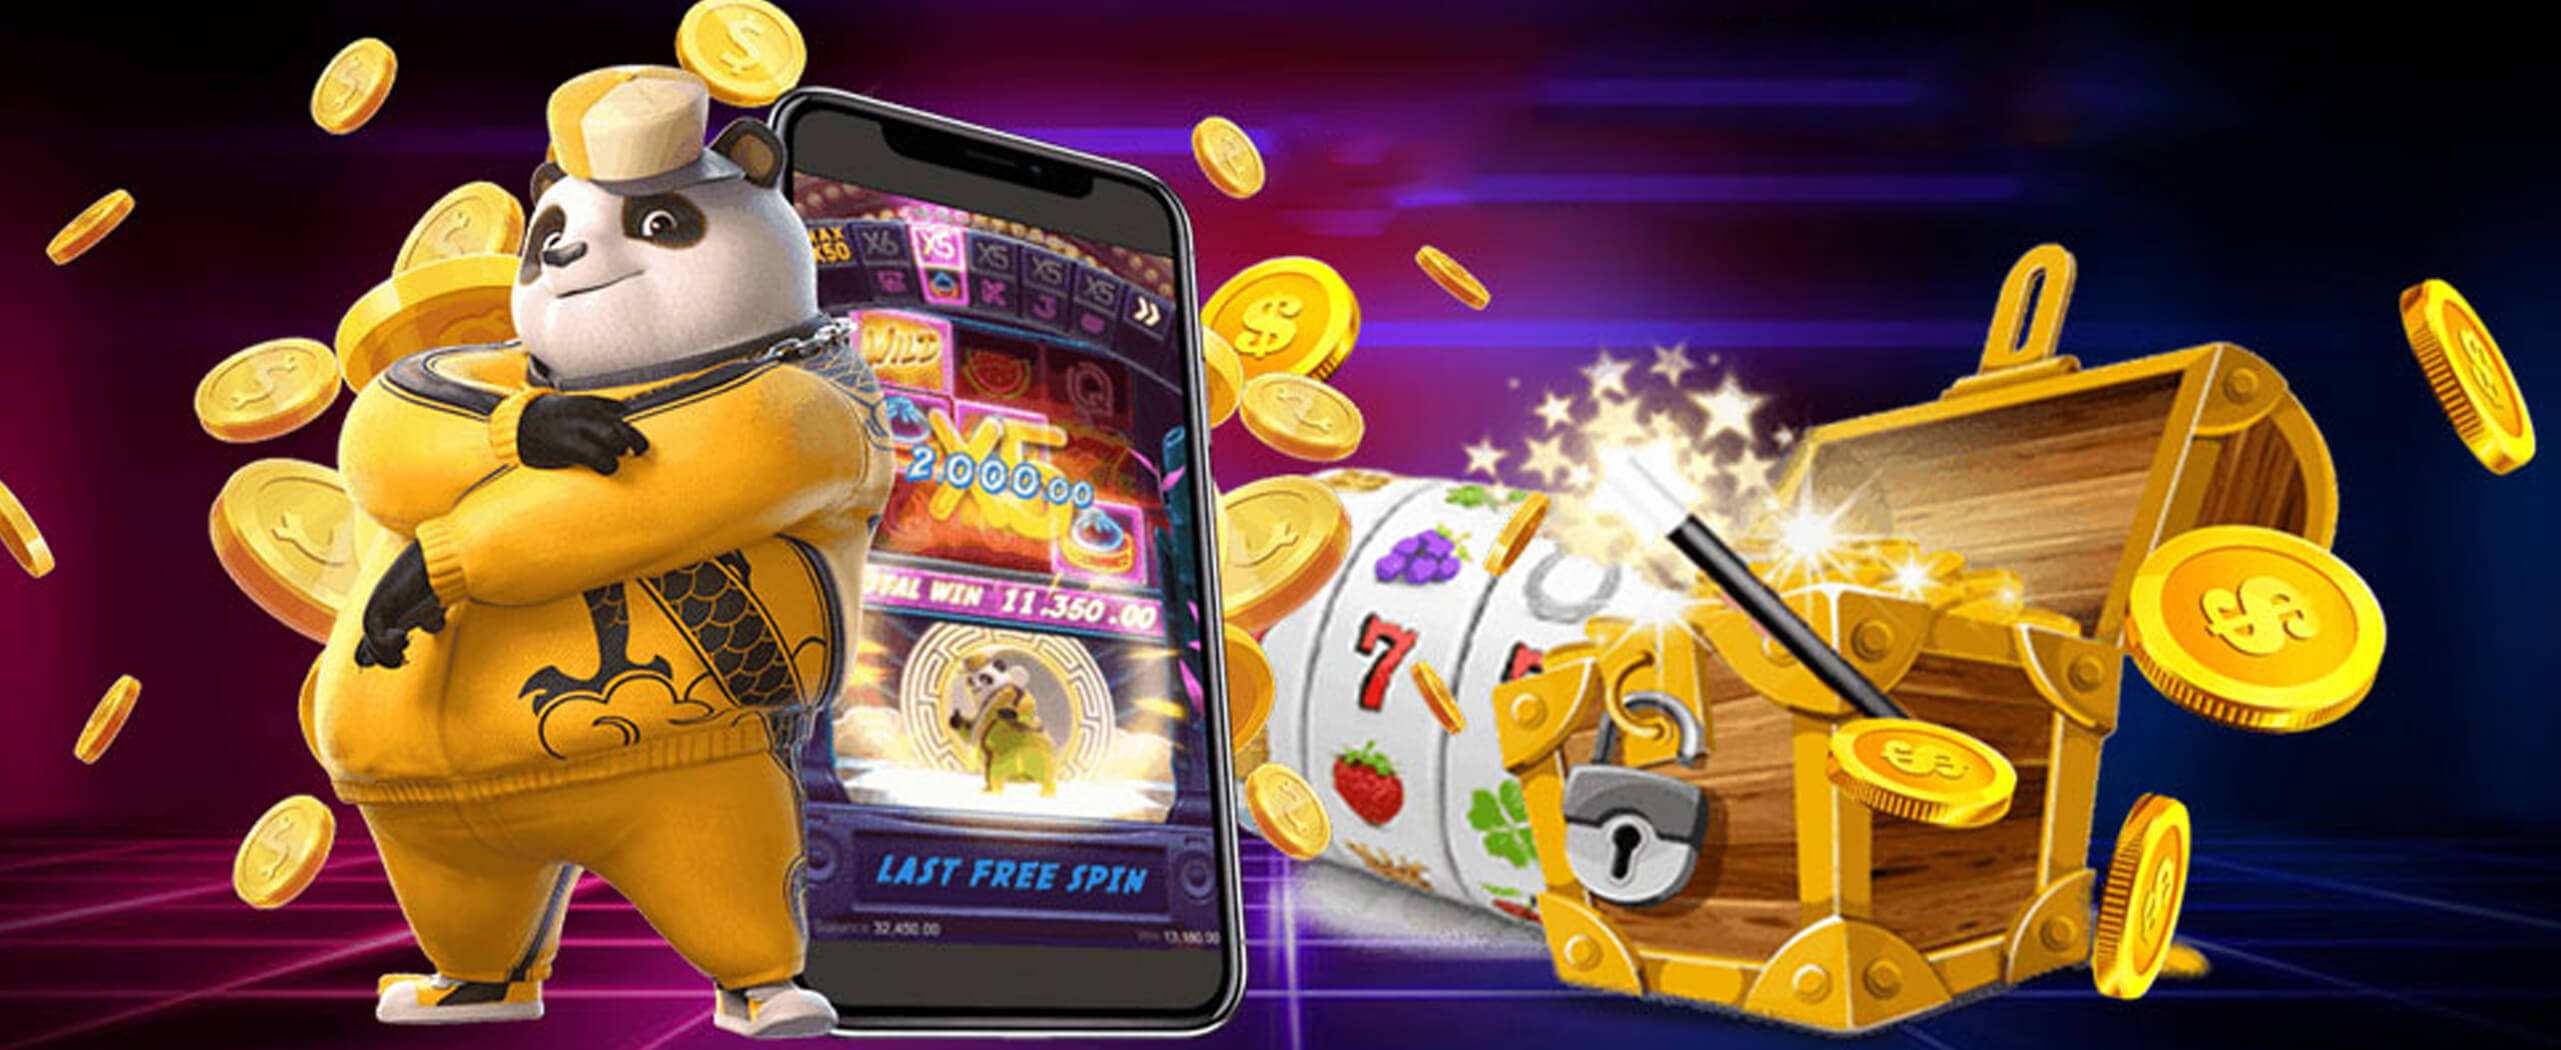 MAX X6 X5 X5 X5 X5
X50
K J
WILD
Q
X5
2,000.00
TOTAL WIN 11,350.00
LAST FREE SPIN
Balance 32,450.00 Win 13,180.00
7